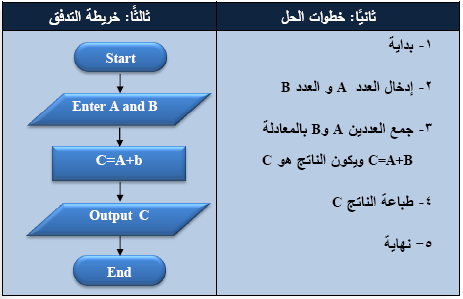 ثانيًا: خطوات الحل
١- بداية
٢- إدخال العدد A و العدد B
٣- جمع العددين A وB بالمعادلة
C=A+B ويكون الناتج هو C
٤- طباعة الناتج C
٥- نهاية
ثالثًا: خريطة التدفق
Start
Enter A and B
C=A+b
Output C
End